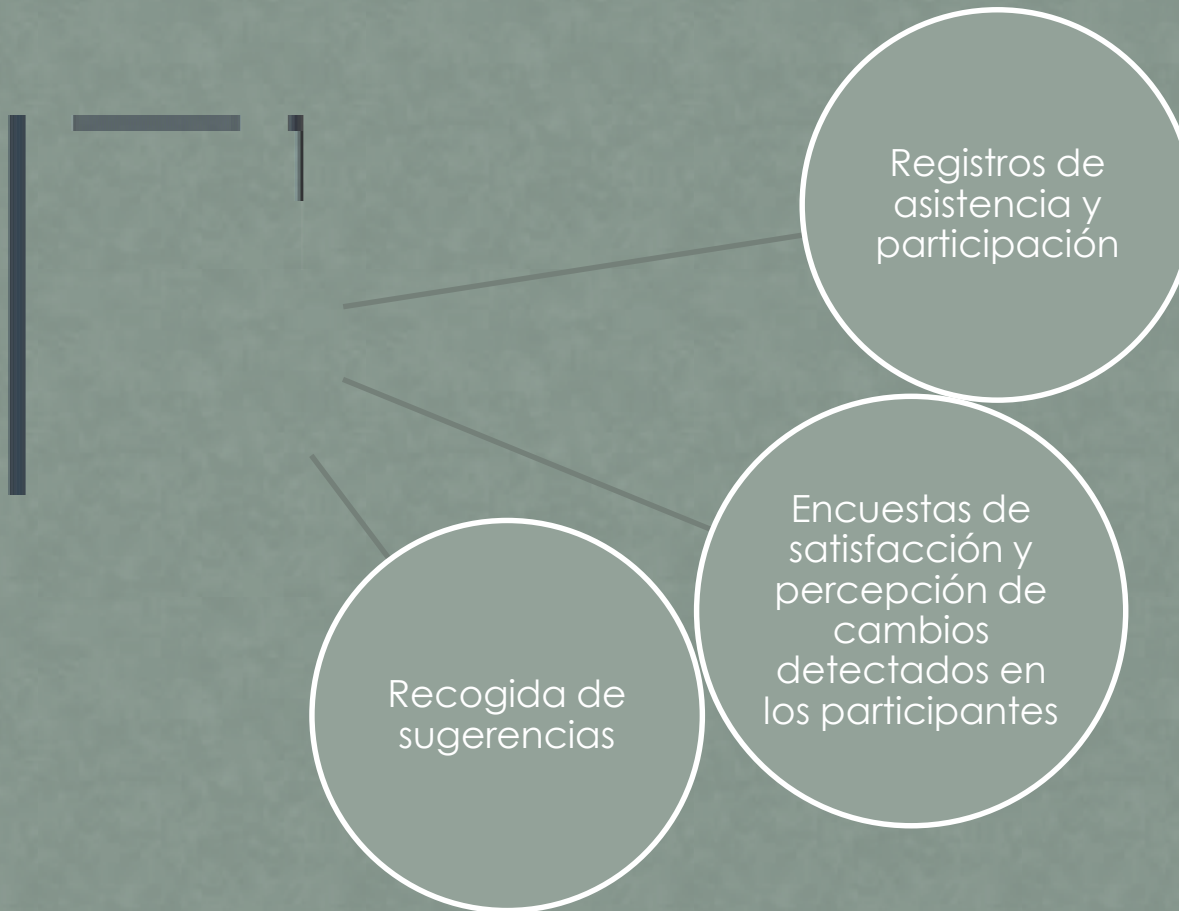 Registros de
asistencia y
participación
Encuestas de
satisfacción y
percepción de
cambios
detectados en
los participantes
Recogida de
sugerencias